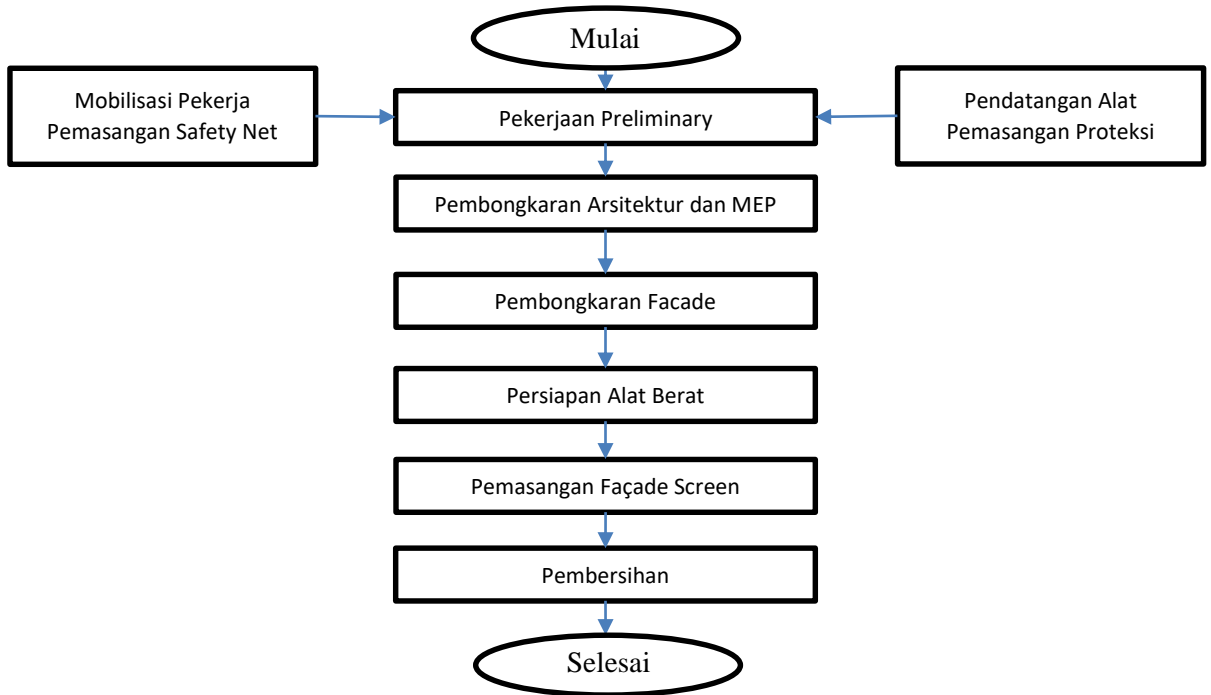 Mulai
Mobilisasi Pekerja
Pemasangan Safety Net
Pekerjaan Preliminary
Pendatangan Alat
Pemasangan Proteksi
Pembongkaran Arsitektur dan MEP
Pembongkaran Facade
Persiapan Alat Berat
Pemasangan Façade Screen
Pembersihan
Selesai